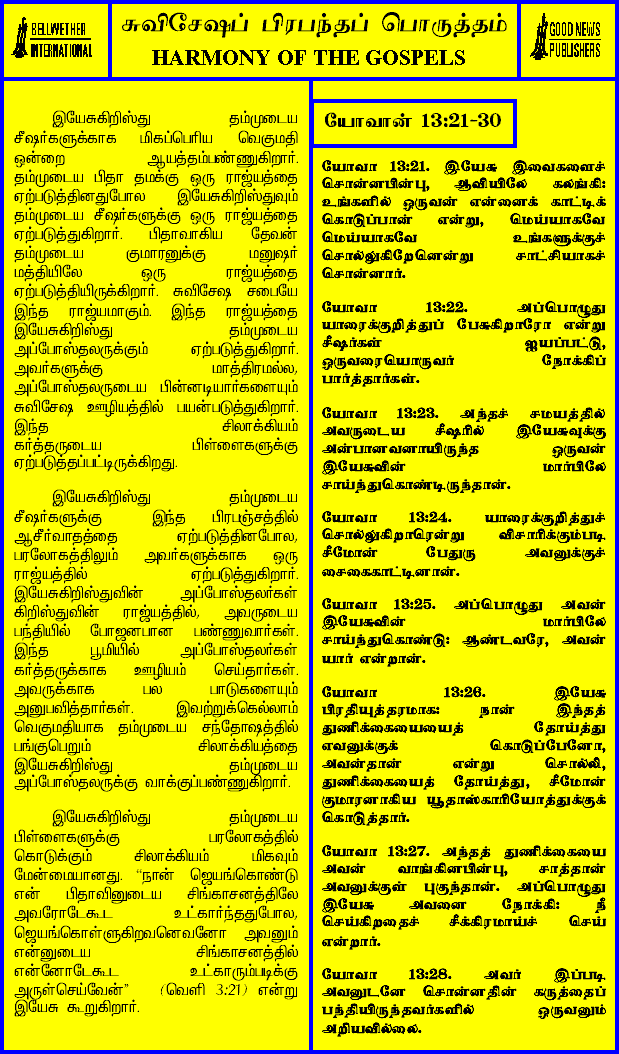 BELLWETHER
INTERNATIONAL
சுவிசேஷப் பிரபந்தப் பொருத்தம்
HARMONY OF THE GOSPELS
GOOD NEWS
PUBLISHERS
இயேசுகிறிஸ்து தம்முடைய
சீஷர்களுக்காக மிகப்பெரிய வெகுமதி
ஒன்றை ஆயத்தம்பண்ணுகிறார்.
தம்முடைய பிதா தமக்கு ஒரு ராஜ்யத்தை
ஏற்படுத்தினதுபோல இயேசுகிறிஸ்துவும்
தம்முடைய சீஷர்களுக்கு ஒரு ராஜ்யத்தை
ஏற்படுத்துகிறார். பிதாவாகிய தேவன்
தம்முடைய குமாரனுக்கு மனுஷர்
மத்தியிலே ஒரு ராஜ்யத்தை
ஏற்படுத்தியிருக்கிறார். சுவிசேஷ சபையே
இந்த ராஜ்யமாகும். இந்த ராஜ்யத்தை
இயேசுகிறிஸ்து தம்முடைய
அப்போஸ்தலருக்கும் ஏற்படுத்துகிறார்.
அவர்களுக்கு மாத்திரமல்ல,
அப்போஸ்தலருடைய பின்னடியார்களையும்
சுவிசேஷ ஊழியத்தில் பயன்படுத்துகிறார்.
இந்த சிலாக்கியம்
கர்த்தருடைய பிள்ளைகளுக்கு
ஏற்படுத்தப்பட்டிருக்கிறது.
இயேசுகிறிஸ்து தம்முடைய
சீஷர்களுக்கு இந்த பிரபஞ்சத்தில்
ஆசீர்வாதத்தை ஏற்படுத்தினபோல,
பரலோகத்திலும் அவர்களுக்காக ஒரு
ராஜ்யத்தில் ஏற்படுத்துகிறார்.
இயேசுகிறிஸ்துவின் அப்போஸ்தலர்கள்
கிறிஸ்துவின் ராஜ்யத்தில், அவருடைய
பந்தியில் போஜனபான பண்ணுவார்கள்.
இந்த பூமியில் அப்போஸ்தலர்கள்
கர்த்தருக்காக ஊழியம் செய்தார்கள்.
அவருக்காக பல பாடுகளையும்
அனுபவித்தார்கள். இவற்றுக்கெல்லாம்
வெகுமதியாக தம்முடைய சந்தோஷத்தில்
பங்குபெறும் சிலாக்கியத்தை
இயேசுகிறிஸ்து தம்முடைய
அப்போஸ்தலருக்கு வாக்குப்பண்ணுகிறார்.
இயேசுகிறிஸ்து தம்முடைய
பிள்ளைகளுக்கு பரலோகத்தில்
கொடுக்கும் சிலாக்கியம் மிகவும்
மேன்மையானது. “நான் ஜெயங்கொண்டு
என் பிதாவினுடைய சிங்காசனத்திலே
அவரோடேகூட உட்கார்ந்ததுபோல,
ஜெயங்கொள்ளுகிறவனெவனோ அவனும்
என்னுடைய சிங்காசனத்தில்
என்னோடேகூட உட்காரும்படிக்கு
அருள்செய்வேன்” (வெளி 3:21) என்று
இயேசு கூறுகிறார்.
யோவான் 13:21-30
யோவா 13:21. இயேசு இவைகளைச்
சொன்னபின்பு, ஆவியிலே கலங்கி:
உங்களில் ஒருவன் என்னைக் காட்டிக்
கொடுப்பான் என்று, மெய்யாகவே
மெய்யாகவே உங்களுக்குச்
சொல்லுகிறேனென்று சாட்சியாகச்
சொன்னார்.
யோவா 13:22. அப்பொழுது
யாரைக்குறித்துப் பேசுகிறாரோ என்று
சீஷர்கள் ஐயப்பட்டு,
ஒருவரையொருவர் நோக்கிப்
பார்த்தார்கள்.
யோவா 13:23. அந்தச் சமயத்தில்
அவருடைய சீஷரில் இயேசுவுக்கு
அன்பானவனாயிருந்த ஒருவன்
இயேசுவின் மார்பிலே
சாய்ந்துகொண்டிருந்தான்.
யோவா 13:24. யாரைக்குறித்துச்
சொல்லுகிறாரென்று விசாரிக்கும்படி
சீமோன் பேதுரு அவனுக்குச்
சைகைகாட்டினான்.
யோவா 13:25. அப்பொழுது அவன்
இயேசுவின் மார்பிலே
சாய்ந்துகொண்டு: ஆண்டவரே, அவன்
யார் என்றான்.
யோவா 13:26. இயேசு
பிரதியுத்தரமாக: நான் இந்தத்
துணிக்கையையைத் தோய்த்து
எவனுக்குக் கொடுப்பேனோ,
அவன்தான் என்று சொல்லி,
துணிக்கையைத் தோய்த்து, சீமோன்
குமாரனாகிய யூதாஸ்காரியோத்துக்குக்
கொடுத்தார்.
யோவா 13:27. அந்தத் துணிக்கையை
அவன் வாங்கினபின்பு, சாத்தான்
அவனுக்குள் புகுந்தான். அப்பொழுது
இயேசு அவனை நோக்கி: நீ
செய்கிறதைச் சீக்கிரமாய்ச் செய்
என்றார்.
யோவா 13:28. அவர் இப்படி
அவனுடனே சொன்னதின் கருத்தைப்
பந்தியிருந்தவர்களில் ஒருவனும்
அறியவில்லை.